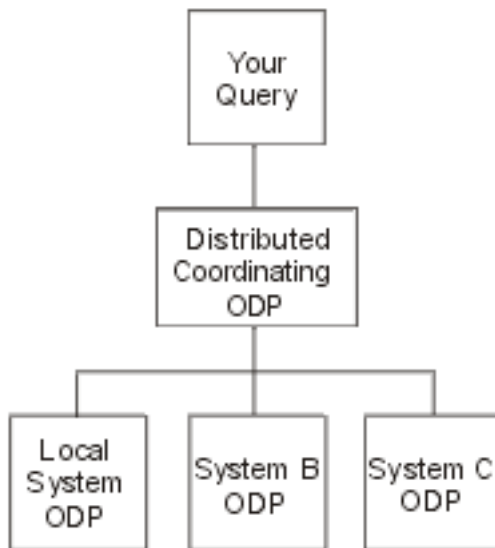 Your
Query
Distributed
Coordinating
ODP
Local
System
ODP
System B
ODP
System C
ODP